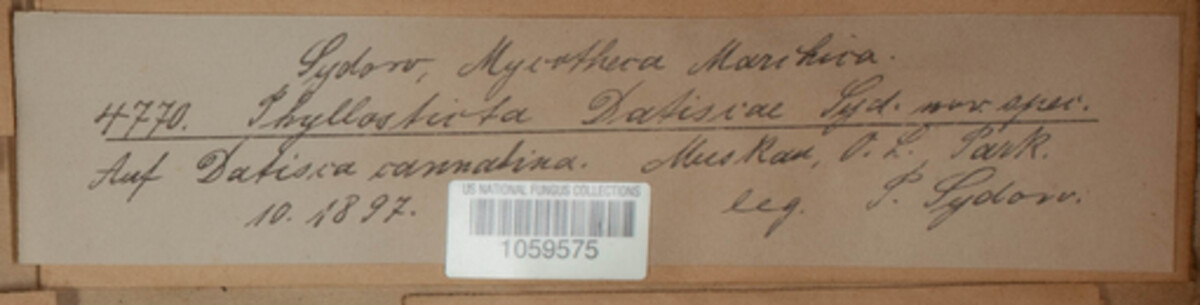 Sydow, Mycotheca Marchica.
4770. Phyllosticta Datiscae Syd. nov. spec.
Auf Datisca cannabina. Muskau, O. L. Park.
10. 1897. leg. P. Sydow.
US NATIONAL FUNGUS COLLECTIONS
1059575